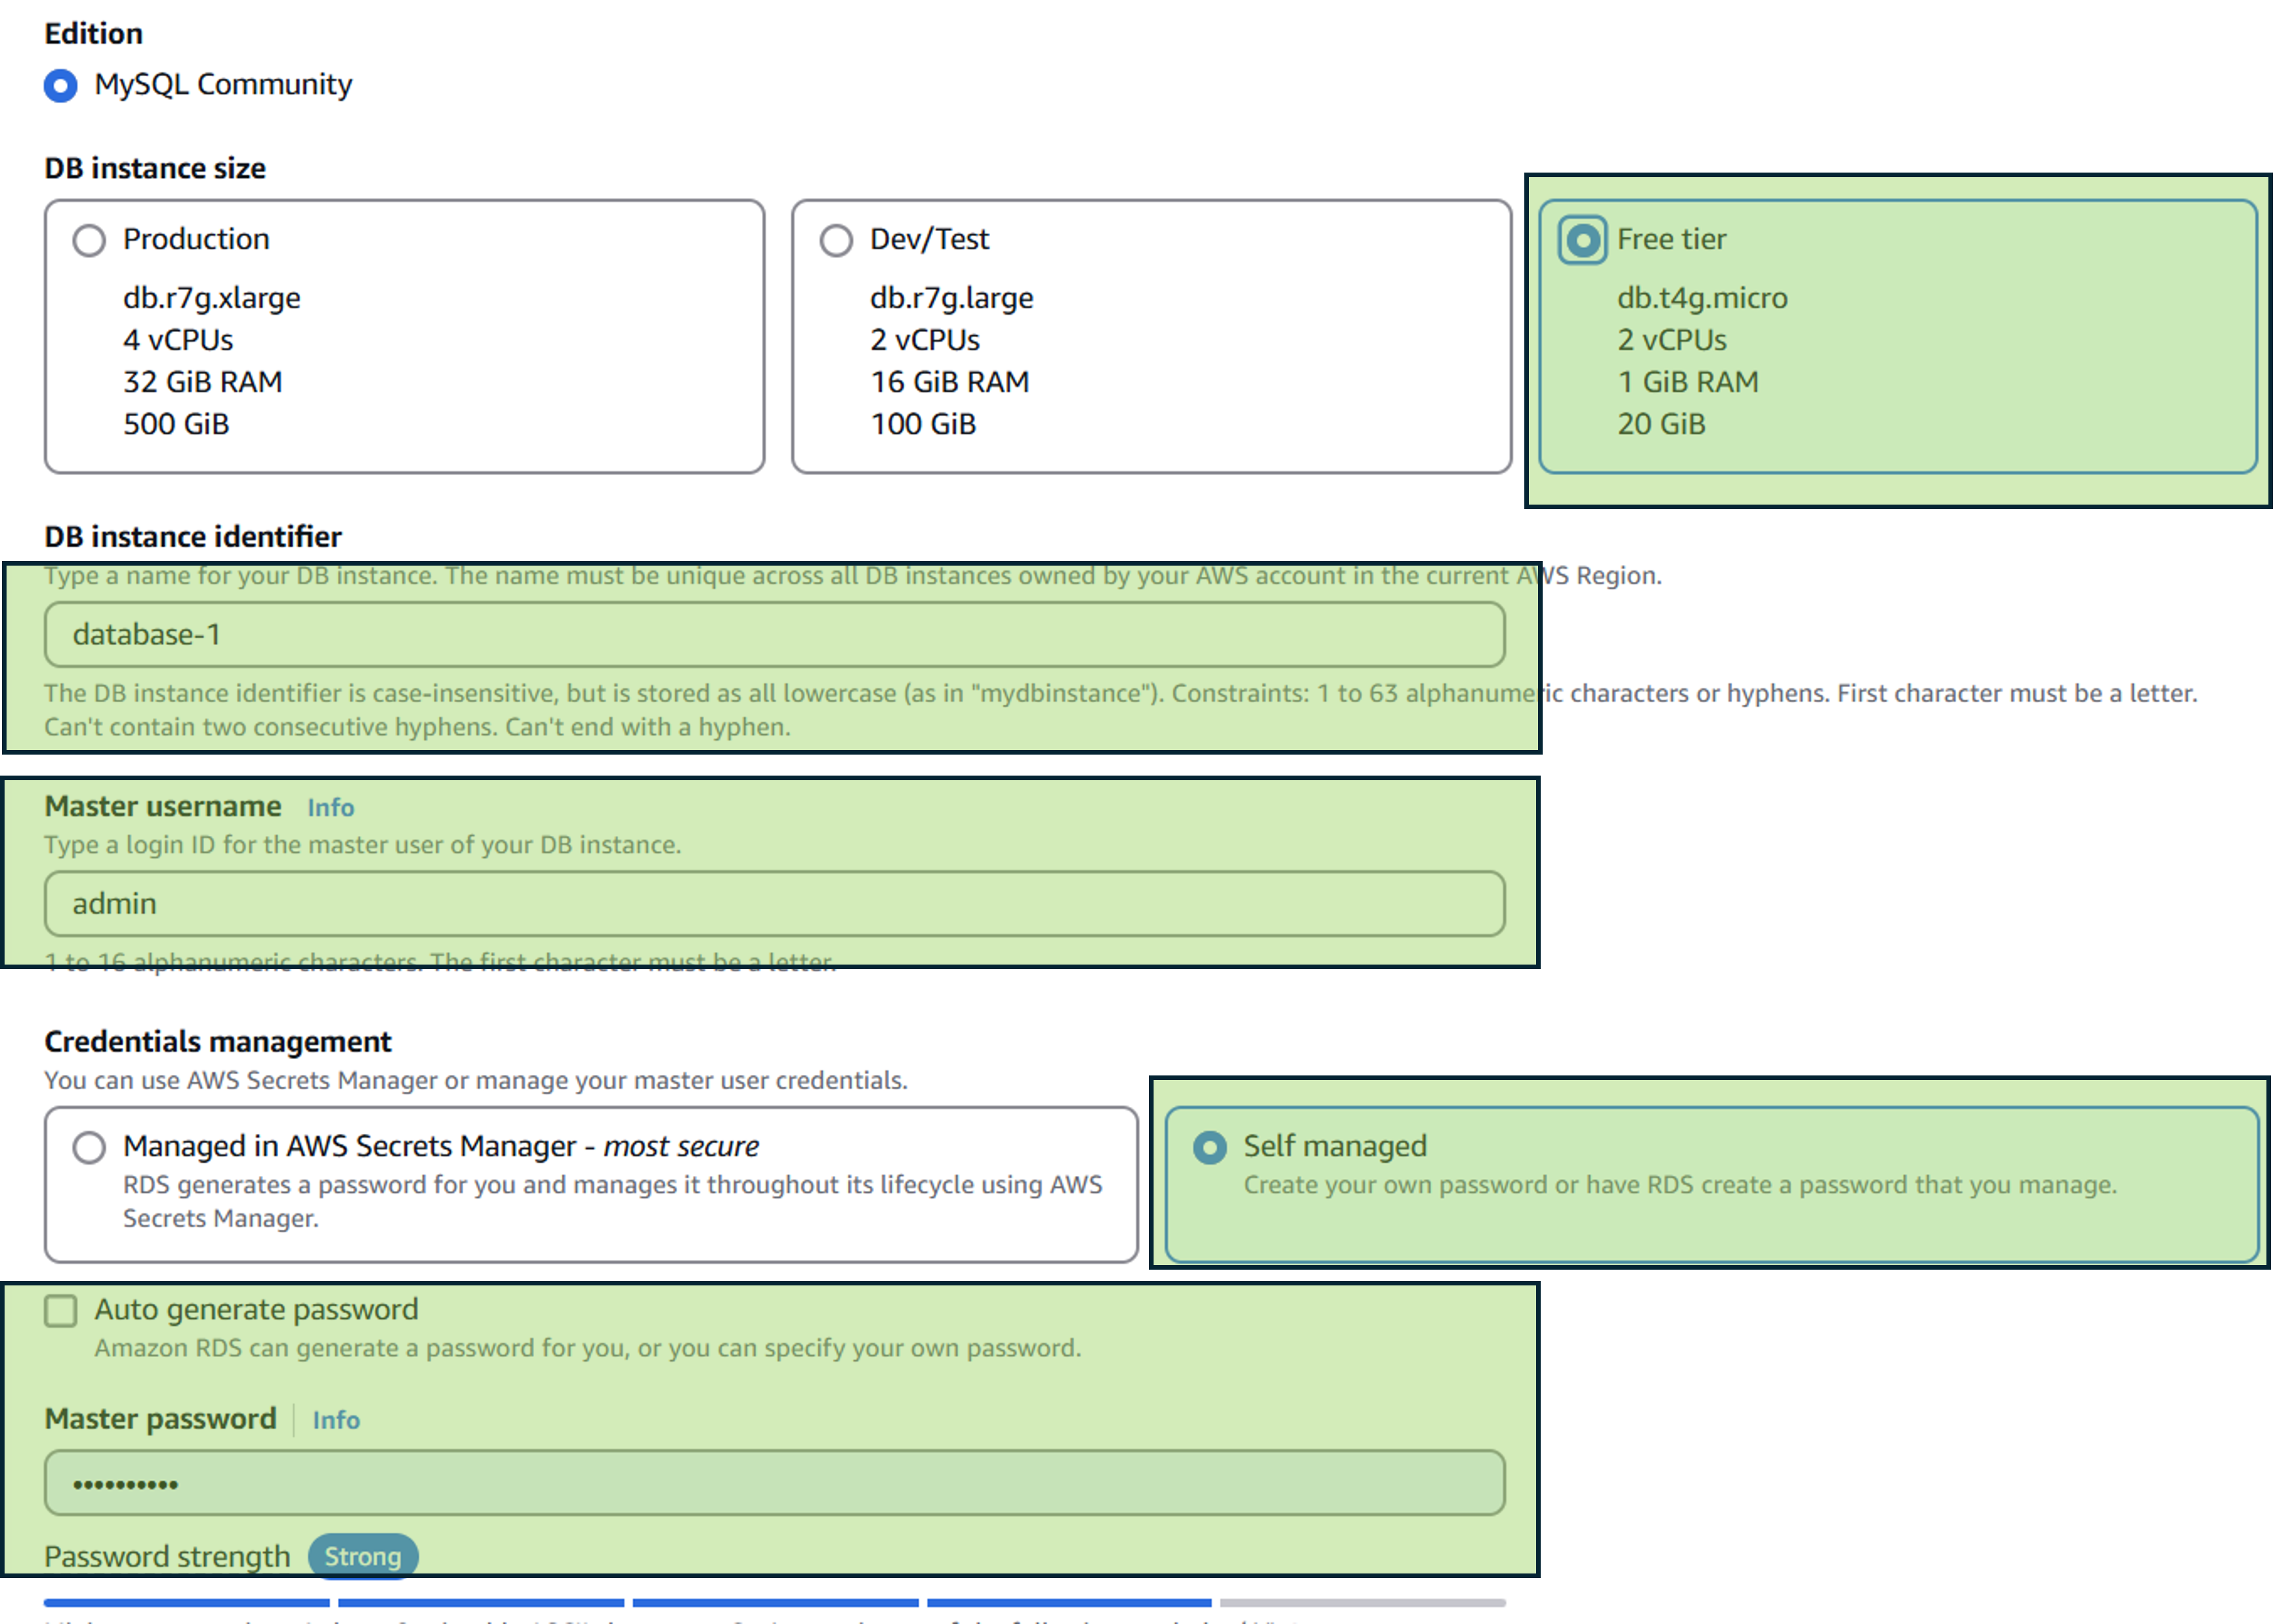 Edition
MySQL Community
DB instance size
Production
db.r7g.xlarge
4 vCPUs
32 GiB RAM
500 GiB
Dev/Test
db.r7g.large
2 vCPUs
16 GiB RAM
100 GiB
Free tier
db.t4g.micro
2 vCPUs
1 GiB RAM
20 GiB
DB instance identifier
Type a name for your DB instance. The name must be unique across all DB instances owned by your AWS account in the current AWS Region.
database-1
The DB instance identifier is case-insensitive, but is stored as all lowercase (as in "mydbinstance"). Constraints: 1 to 63 alphanumeric characters or hyphens. First character must be a letter.
Can't contain two consecutive hyphens. Can't end with a hyphen.
Master username Info
Type a login ID for the master user of your DB instance.
admin
1 to 16 alphanumeric characters. The first character must be a letter.
Credentials management
You can use AWS Secrets Manager or manage your master user credentials.
Managed in AWS Secrets Manager - most secure
RDS generates a password for you and manages it throughout its lifecycle using AWS
Secrets Manager.
Self managed
Create your own password or have RDS create a password that you manage.
Auto generate password
Amazon RDS can generate a password for you, or you can specify your own password.
Master password Info
••••••••••
Password strength Strong